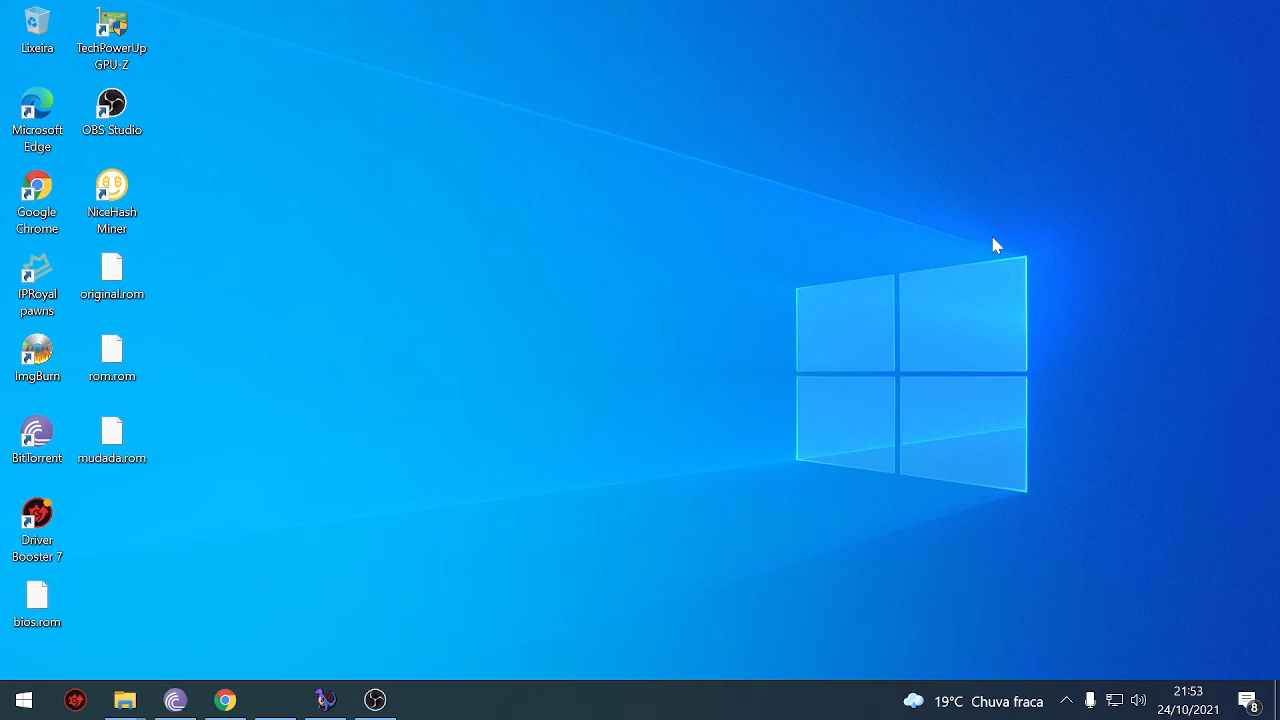 Lixeira
TechPowerUp
GPU-Z
Microsoft
Edge
OBS Studio
Google
Chrome
NiceHash
Miner
IPRoyal
pawns
original.rom
ImgBurn
rom.rom
BitTorrent
mudada.rom
Driver
Booster 7
bios.rom
19°C Chuva fraca
21:53
24/10/2021
8